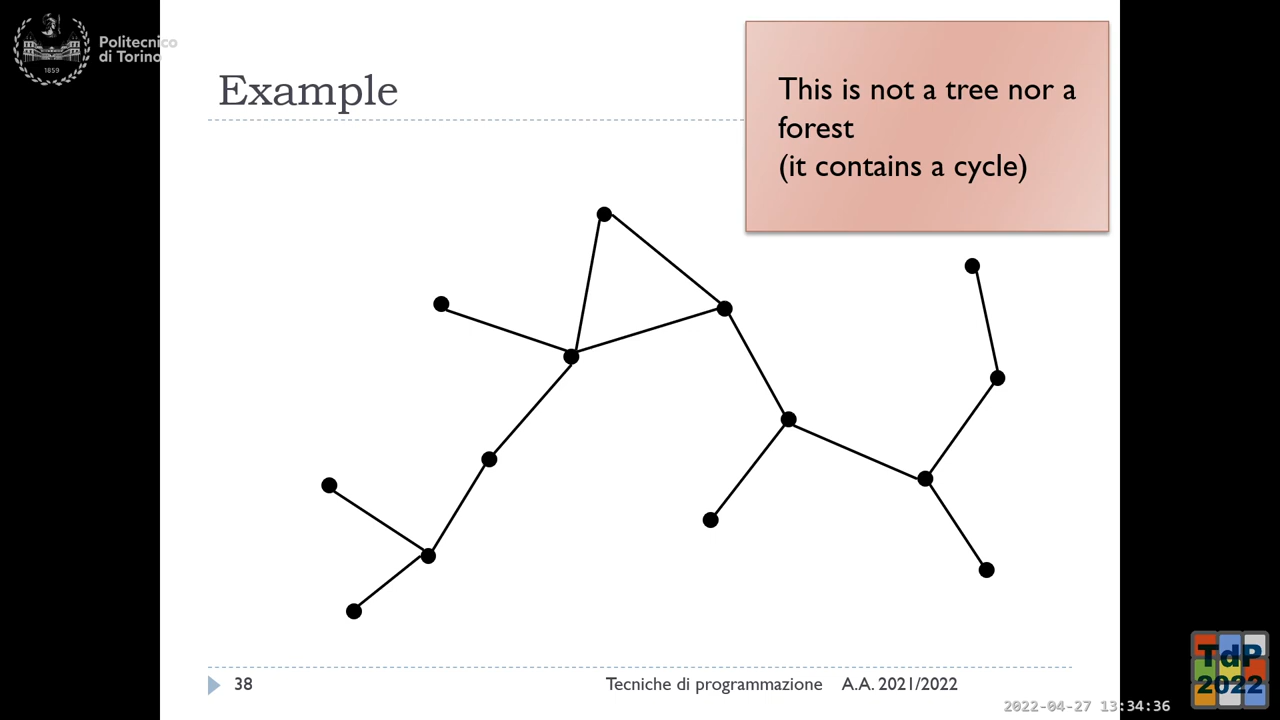 Politecnico
di Torino
1859
Example
This is not a tree nor a
forest
(it contains a cycle)
38
Tecniche di programmazione A.A. 2021/2022
TdP
2022
2022-04-27 13:34:36